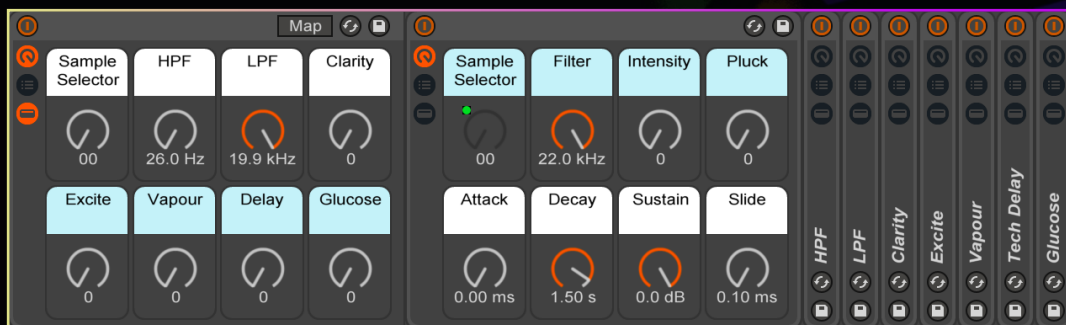 Map
Sample
Selector
HPF
LPF
Clarity
00
26.0 Hz
19.9 kHz
0
Excite
Vapour
Delay
Glucose
0
0
0
0
Sample
Selector
Filter
Intensity
Pluck
00
22.0 kHz
0
0
Attack
Decay
Sustain
Slide
0.00 ms
1.50 s
0.0 dB
0.10 ms
HPF
LPF
Clarity
Excite
Vapour
Tech Delay
Glucose